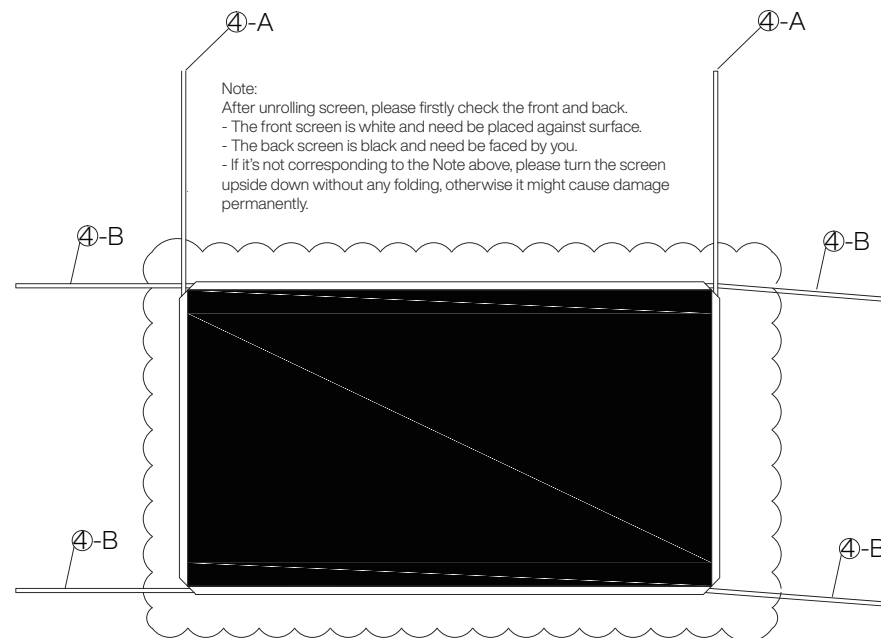 ④-A
④-A
Note:
After unrolling screen, please firstly check the front and back.
- The front screen is white and need be placed against surface.
- The back screen is black and need be faced by you.
- If it's not corresponding to the Note above, please turn the screen
upside down without any folding, otherwise it might cause damage
permanently.
④-B
④-B
④-B
④-B